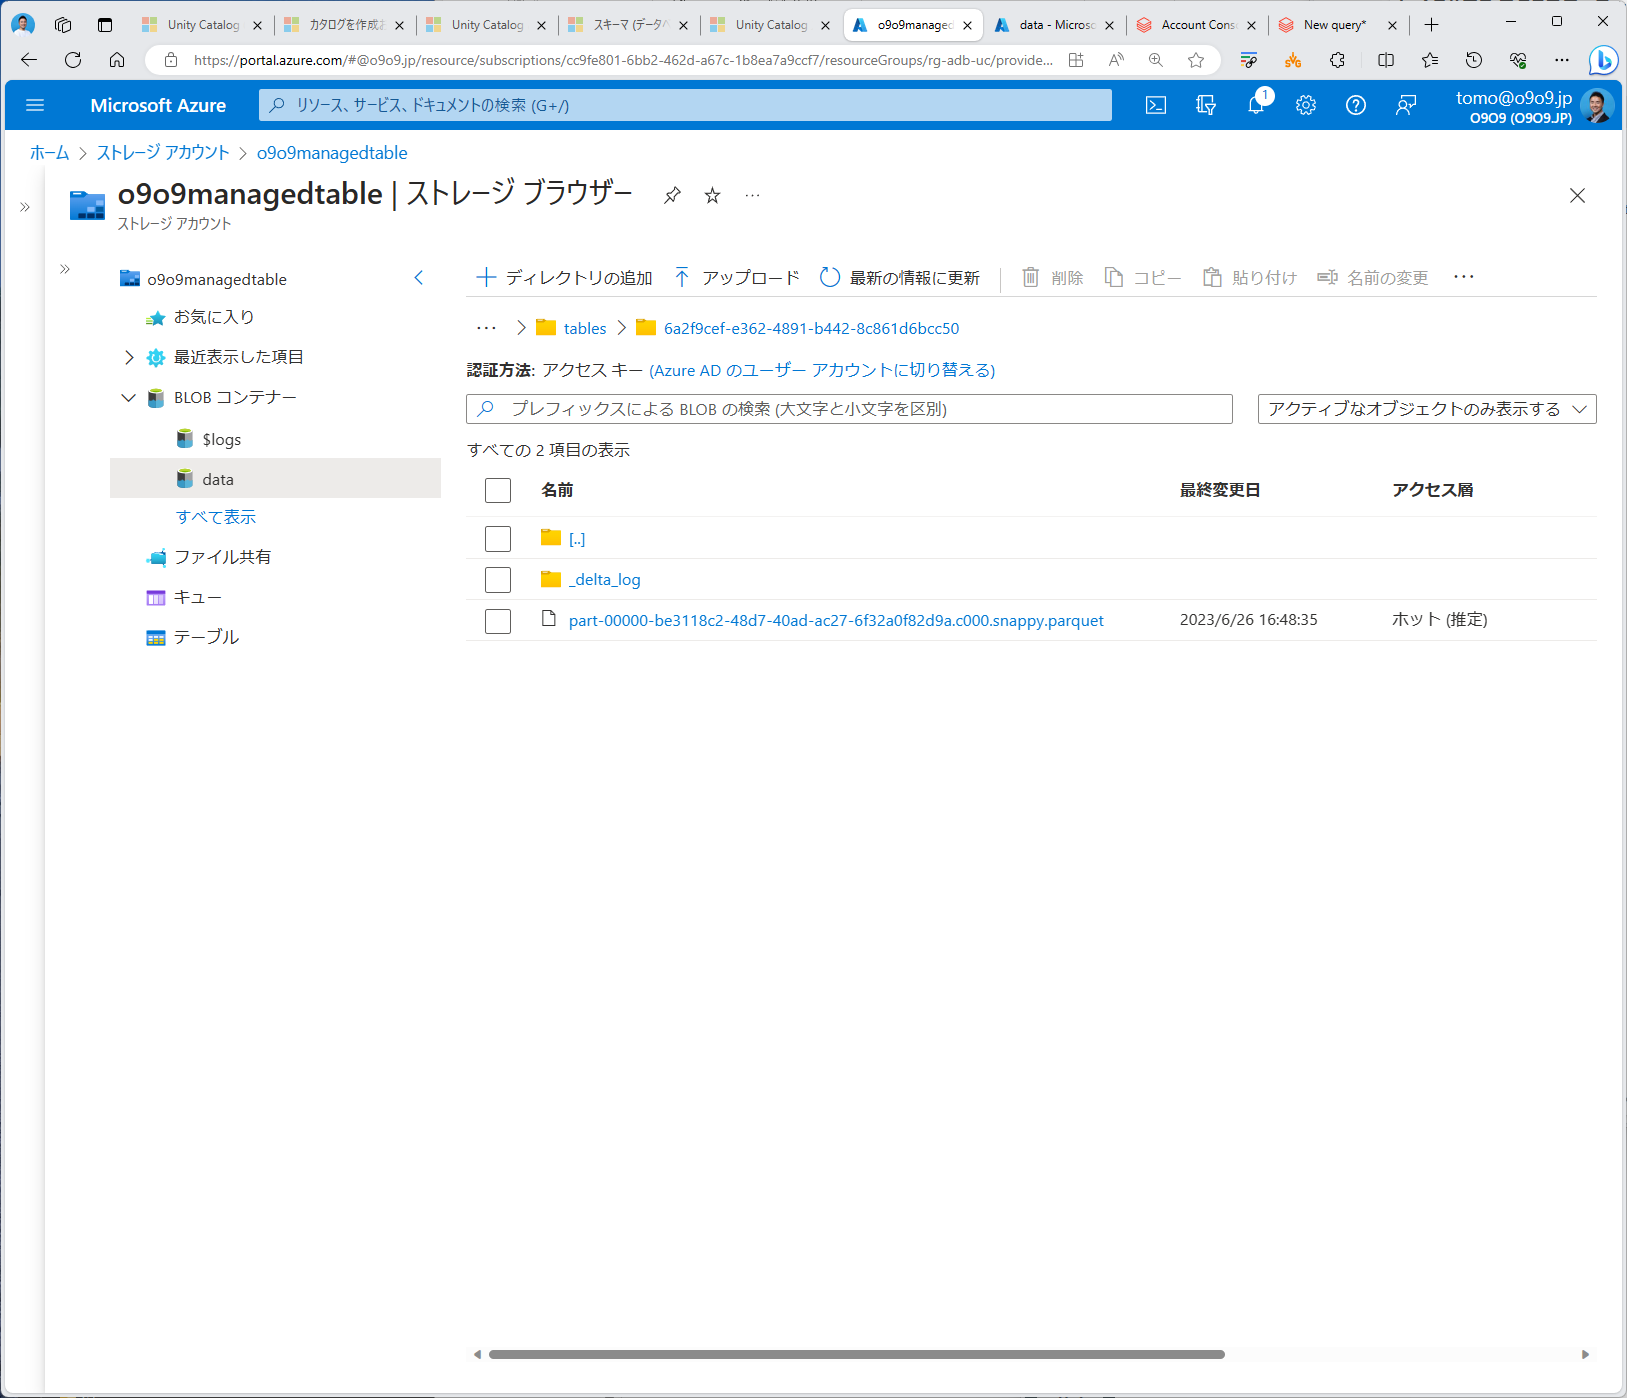 Unity Catalog
カタログを作成お
Unity Catalog
スキーマ (データベ
Unity Catalog
o9o9managed
data - Microso
Account Cons
New query*
https://portal.azure.com/#@o9o9.jp/resource/subscriptions/cc9fe801-6bb2-462d-a67c-1b8ea7a9ccf7/resourceGroups/rg-adb-uc/provide...
Microsoft Azure
リソース、サービス、ドキュメントの検索 (G+/)
1
tomo@o9o9.jp
O9O9 (O9O9.JP)
ホーム > ストレージ アカウント > o9o9managedtable
o9o9managedtable | ストレージ ブラウザー
ストレージ アカウント
o9o9managedtable
お気に入り
最近表示した項目
BLOB コンテナー
$logs
data
すべて表示
ファイル共有
キュー
テーブル
ディレクトリの追加 アップロード 最新の情報に更新 削除 コピー 貼り付け 名前の変更 ...
... > tables > 6a2f9cef-e362-4891-b442-8c861d6bcc50
認証方法: アクセス キー (Azure AD のユーザー アカウントに切り替える)
プレフィックスによる BLOB の検索 (大文字と小文字を区別)
アクティブなオブジェクトのみ表示する
すべての 2 項目の表示
名前 最終変更日 アクセス層
[..]
_delta_log
part-00000-be3118c2-48d7-40ad-ac27-6f32a0f82d9a.c000.snappy.parquet 2023/6/26 16:48:35 ホット (推定)